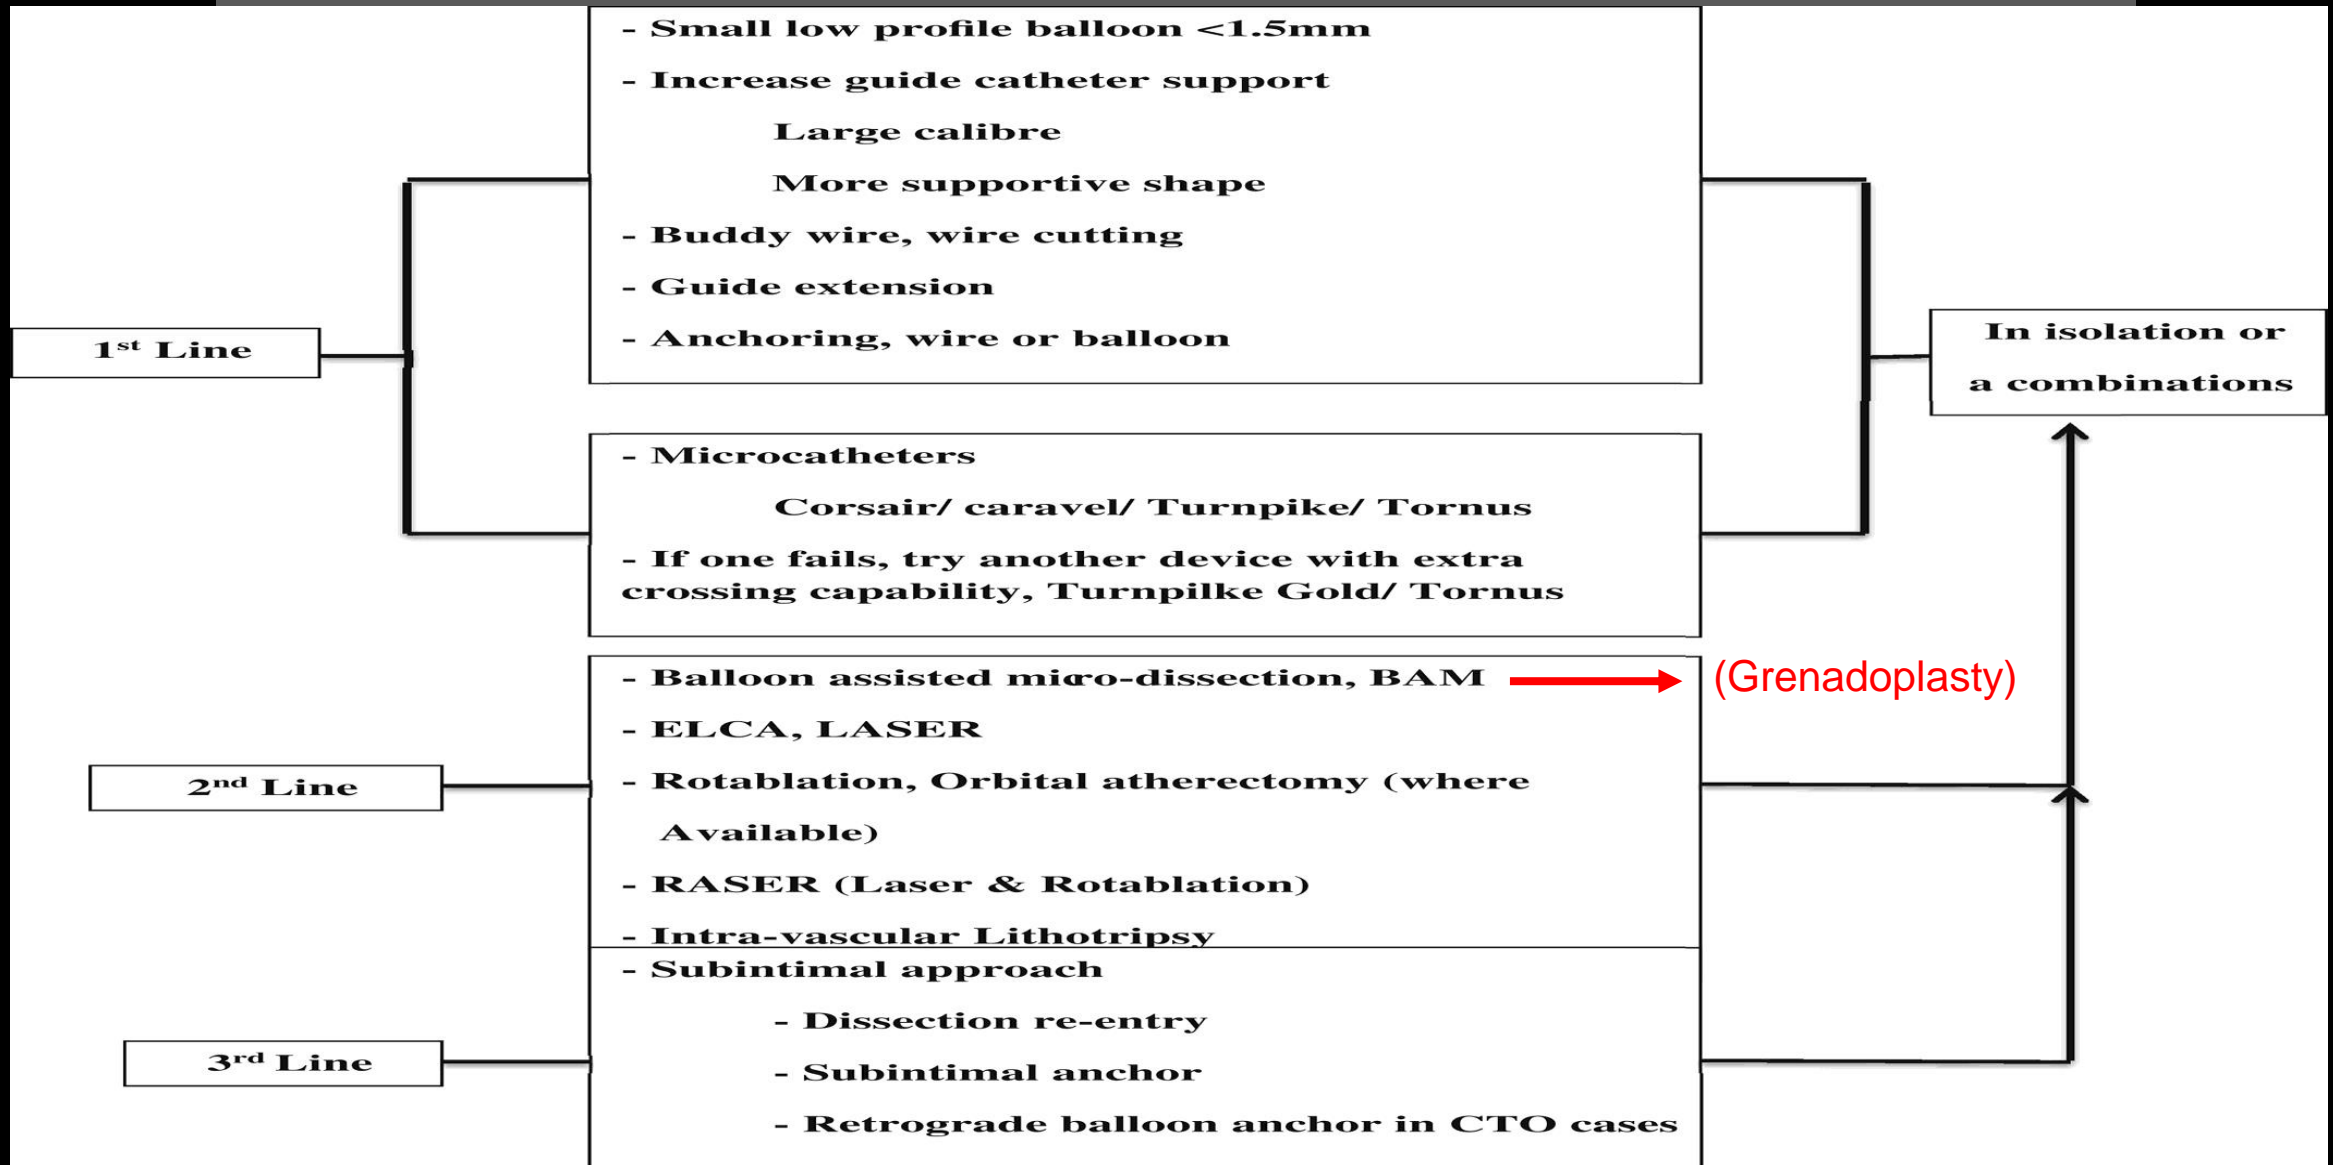 - Small low profile balloon <1.5mm
- Increase guide catheter support
Large calibre
More supportive shape
- Buddy wire, wire cutting
- Guide extension
- Anchoring, wire or balloon
1st Line
In isolation or
a combinations
- Microcatheters
Corsair/ caravel/ Turnpike/ Tornus
- If one fails, try another device with extra
crossing capability, Turnpilke Gold/ Tornus
- Balloon assisted micro-dissection, BAM
(Grenadoplasty)
- ELCA, LASER
- Rotablation, Orbital atherectomy (where
Available)
- RASER (Laser & Rotablation)
- Intra-vascular Lithotripsy
2nd Line
- Subintimal approach
- Dissection re-entry
- Subintimal anchor
- Retrograde balloon anchor in CTO cases
3rd Line